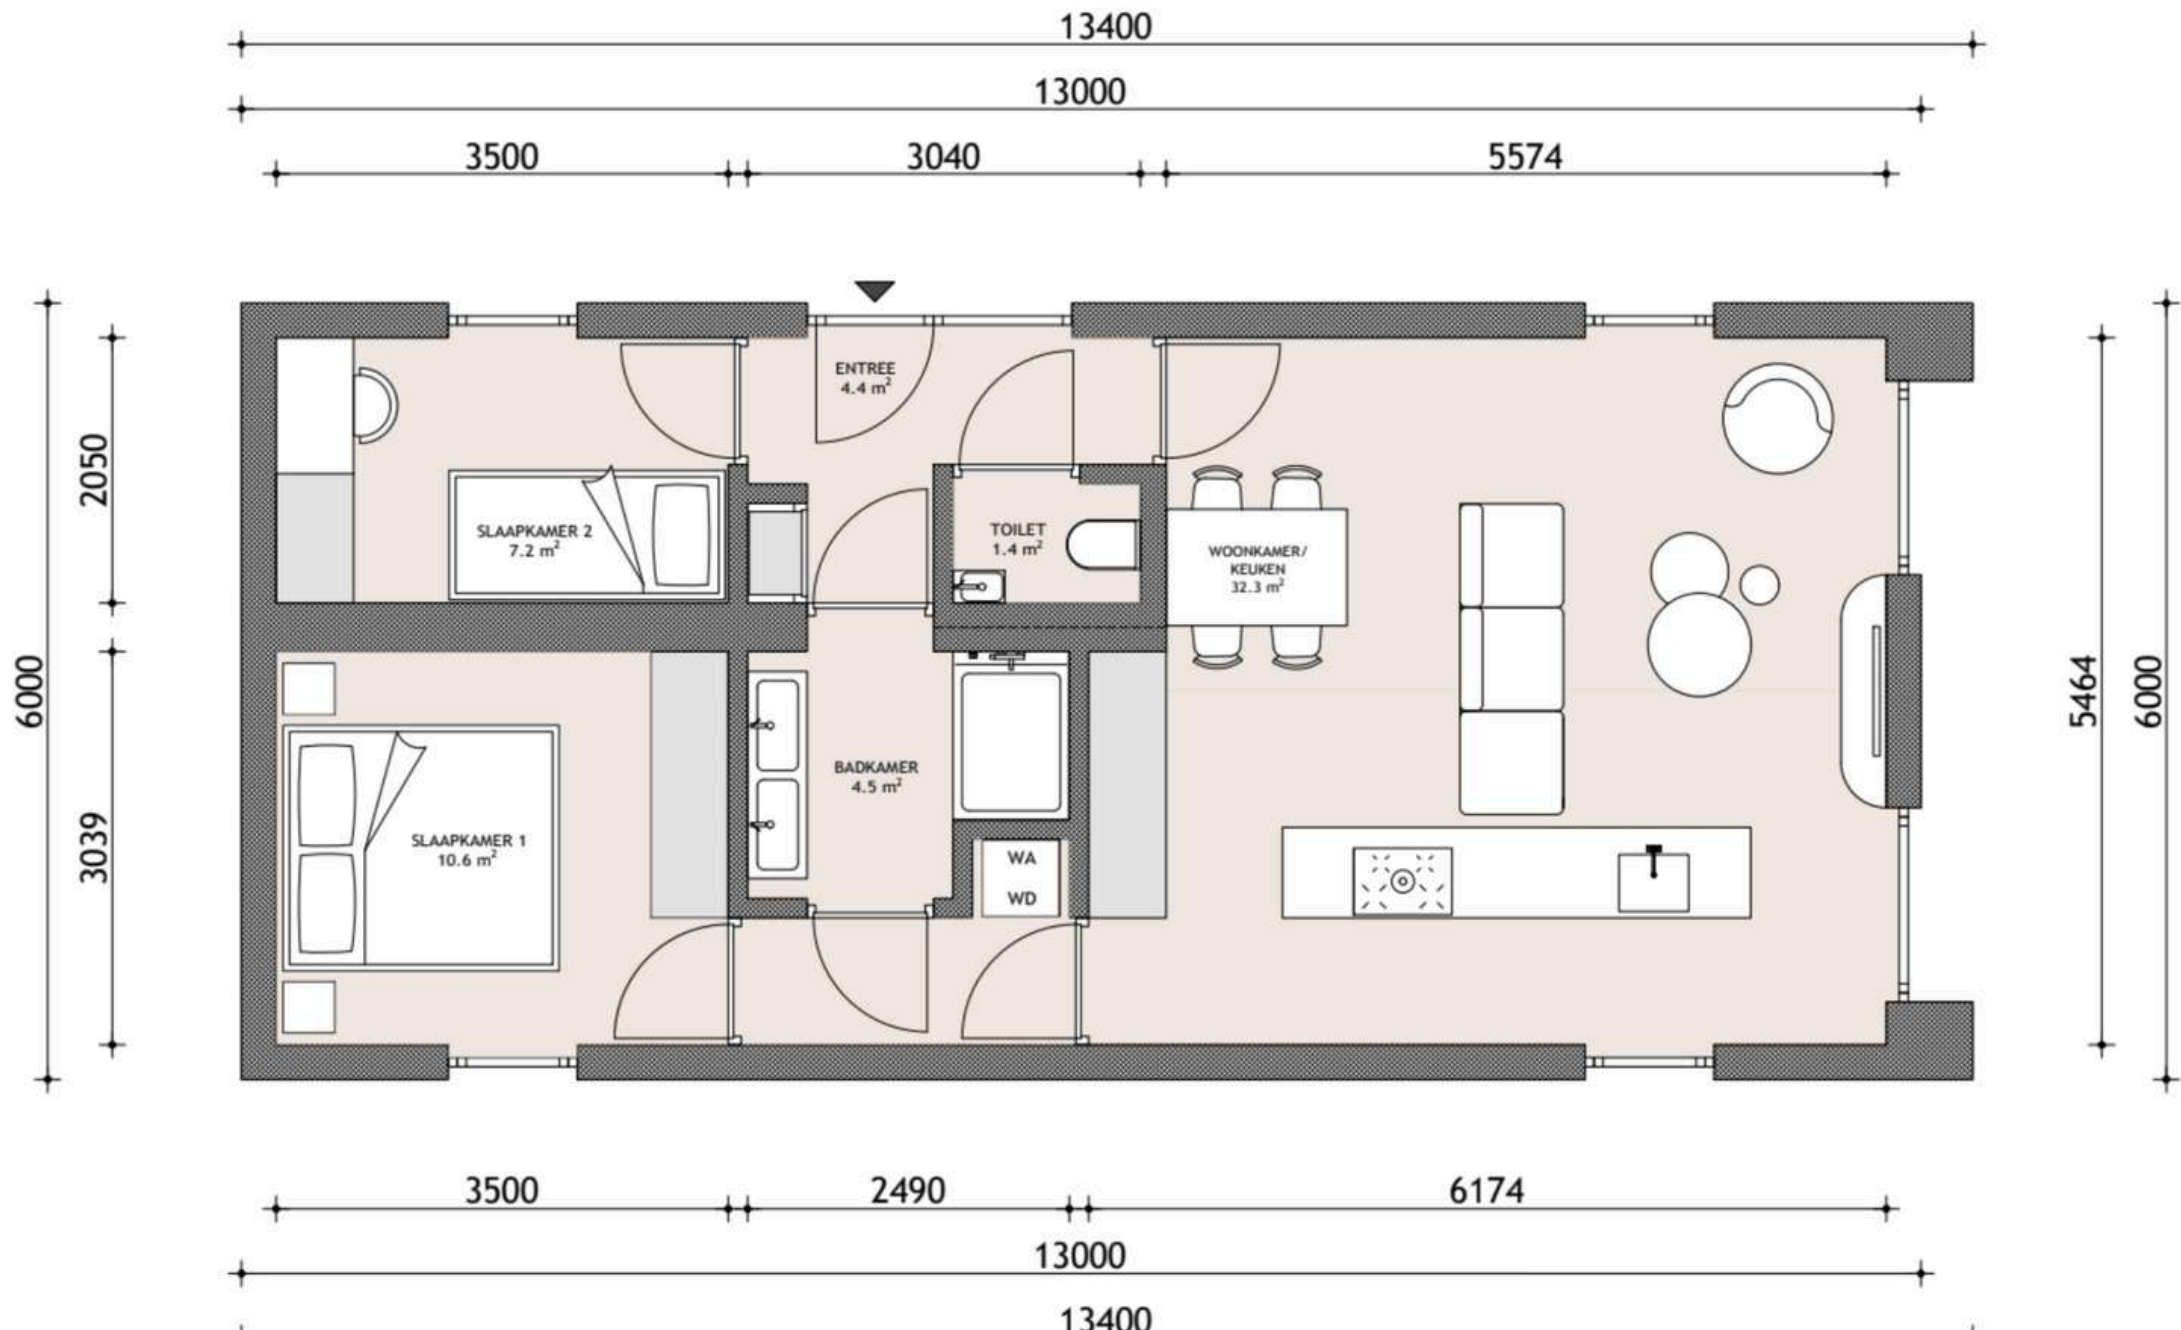 13400
13000
3500
3040
5574
ENTREE
4.4 m²
2050
SLAAPKAMER 2
7.2 m²
TOILET
1.4 m²
WOONKAMER/
KEUKEN
32.3 m²
6000
5464
6000
3039
BADKAMER
4.5 m²
SLAAPKAMER 1
10.6 m²
WA
WD
3500
2490
6174
13000
13400